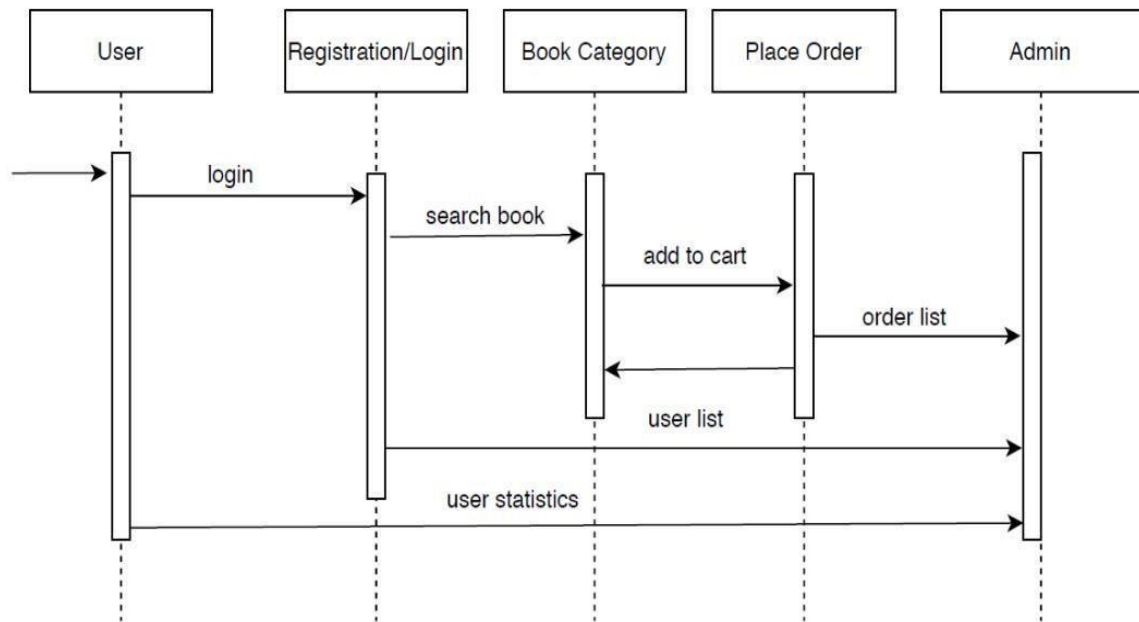 User
Registration/Login
Book Category
Place Order
Admin
login
search book
add to cart
order list
user list
user statistics